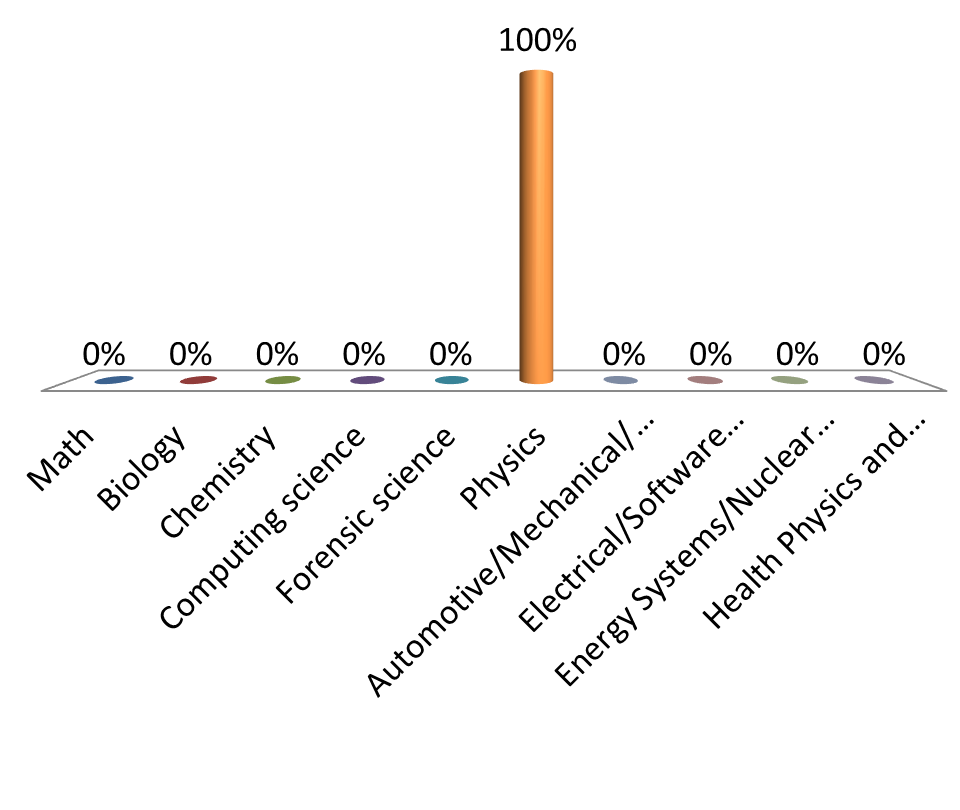 100%
0% 0% 0% 0% 0% 0% 0% 0% 0%
Math
Biology
Chemistry
Computing science
Forensic science
Physics
Automotive/Mechanical/…
Electrical/Software…
Energy Systems/Nuclear…
Health Physics and…